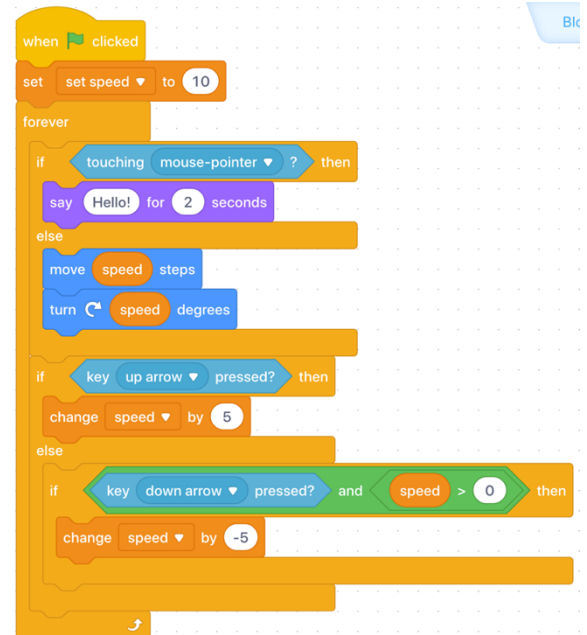 Blo
when clicked
set set speed to 10
forever
if touching mouse-pointer ? then
say Hello! for 2 seconds
else
move speed steps
turn speed degrees
if key up arrow pressed? then
change speed by 5
else
if key down arrow pressed? and speed > 0 then
change speed by -5